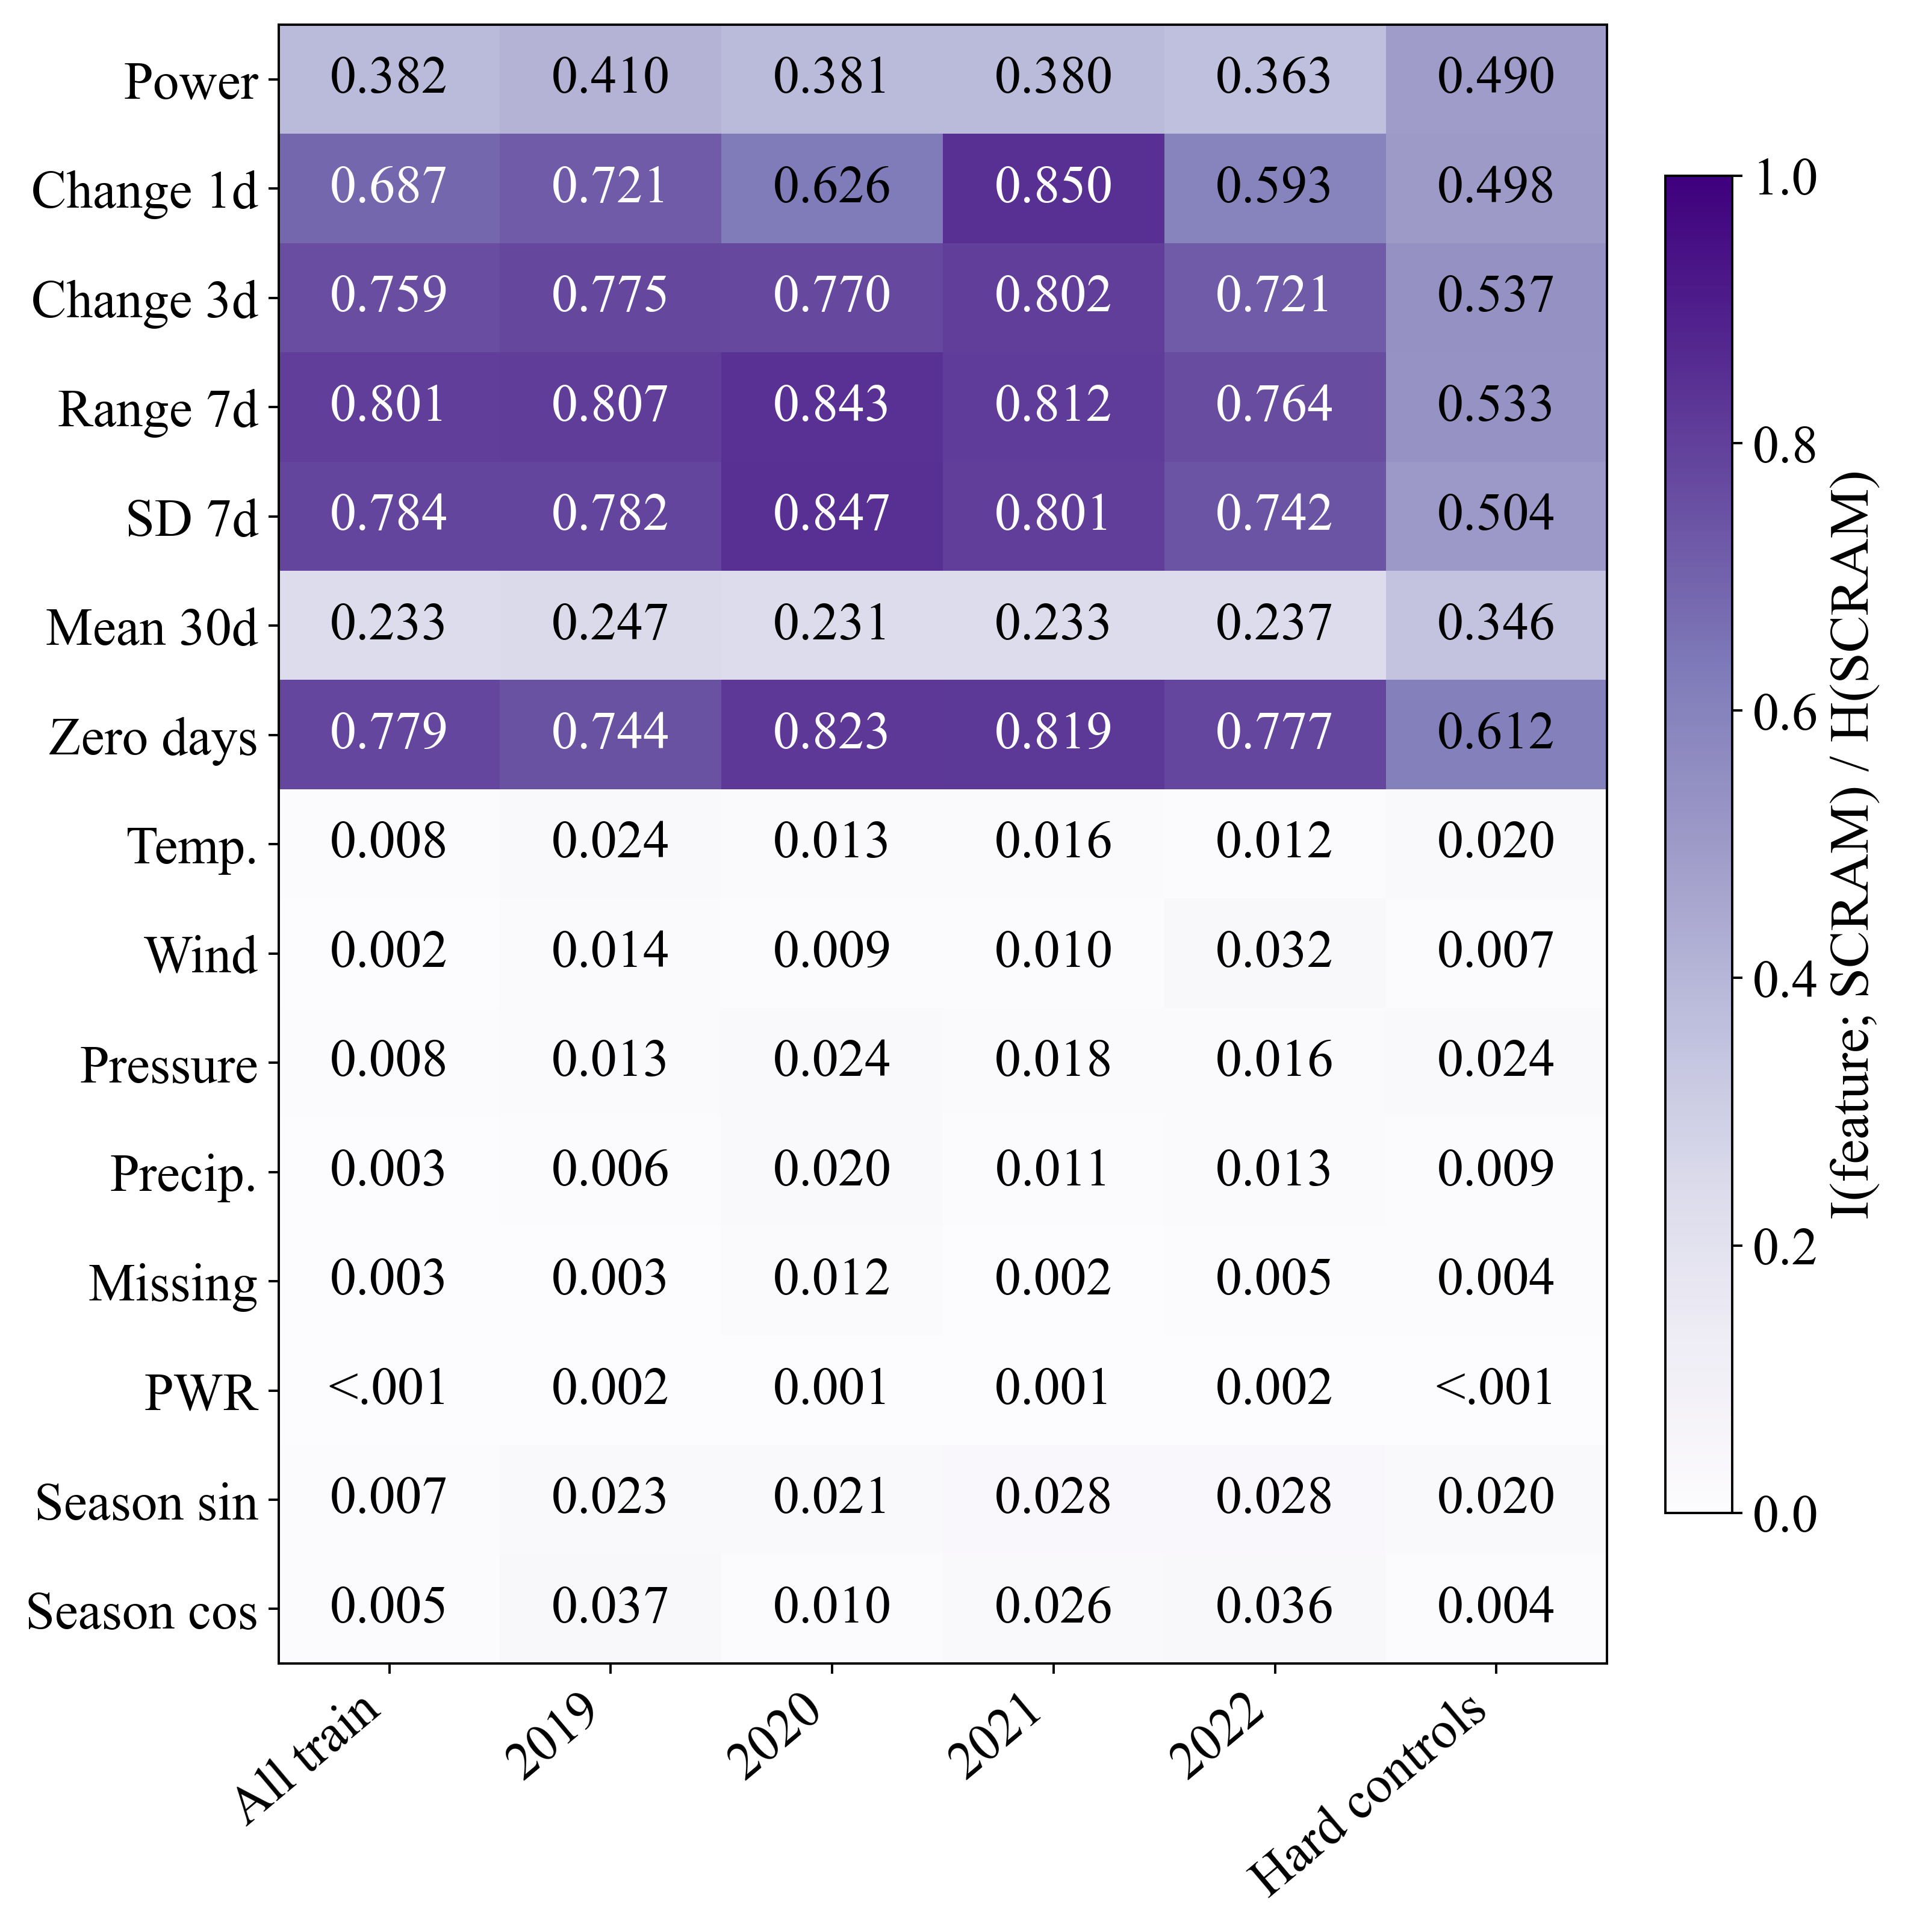 Power 0.382 0.410 0.381 0.380 0.363 0.490
Change 1d 0.687 0.721 0.626 0.850 0.593 0.498
Change 3d 0.759 0.775 0.770 0.802 0.721 0.537
Range 7d 0.801 0.807 0.843 0.812 0.764 0.533
SD 7d 0.784 0.782 0.847 0.801 0.742 0.504
Mean 30d 0.233 0.247 0.231 0.233 0.237 0.346
Zero days 0.779 0.744 0.823 0.819 0.777 0.612
Temp. 0.008 0.024 0.013 0.016 0.012 0.020
Wind 0.002 0.014 0.009 0.010 0.032 0.007
Pressure 0.008 0.013 0.024 0.018 0.016 0.024
Precip. 0.003 0.006 0.020 0.011 0.013 0.009
Missing 0.003 0.003 0.012 0.002 0.005 0.004
PWR <.001 0.002 0.001 0.001 0.002 <.001
Season sin 0.007 0.023 0.021 0.028 0.028 0.020
Season cos 0.005 0.037 0.010 0.026 0.036 0.004
All train
2019
2020
2021
2022
Hard controls
1.0
0.8
0.6
0.4
0.2
0.0
I(feature; SCRAM) / H(SCRAM)